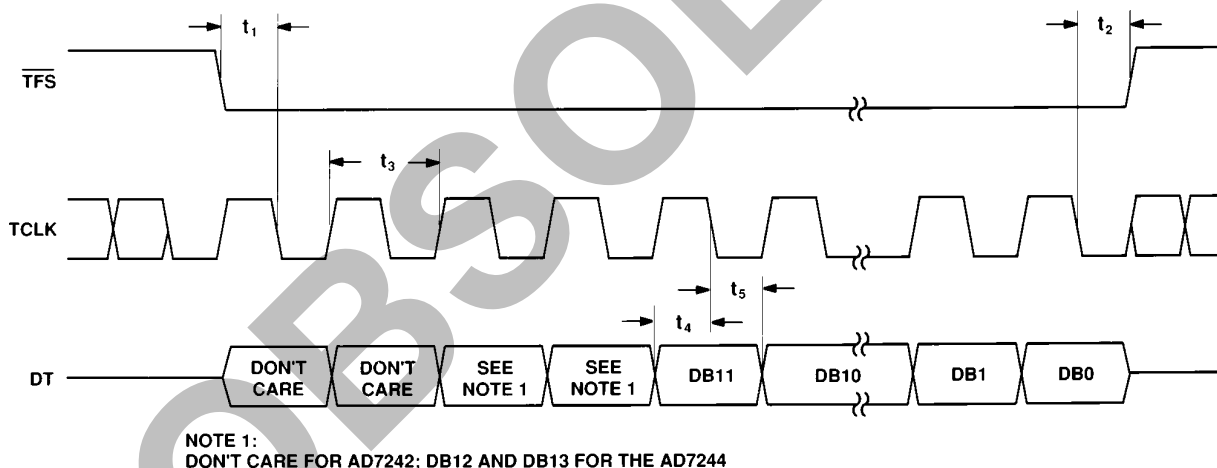 t1
t2
TFS
t3
TCLK
t5
t4
DT
DON'T CARE
DON'T CARE
SEE NOTE 1
SEE NOTE 1
DB11
DB10
DB1
DB0
NOTE 1:
DON'T CARE FOR AD7242; DB12 AND DB13 FOR THE AD7244
OBSOL